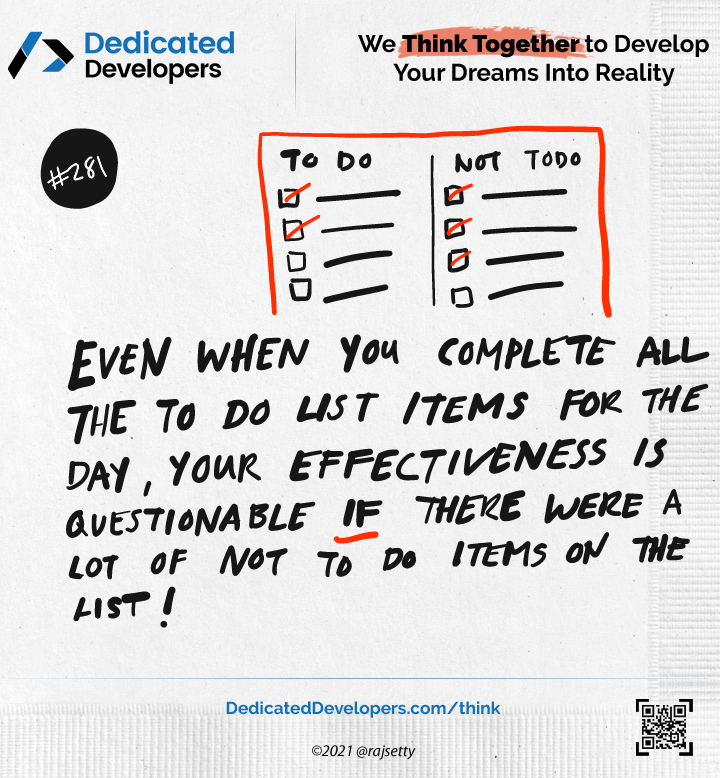 Dedicated
Developers
We Think Together to Develop
Your Dreams Into Reality
#281
TO DO
NOT TODO
EVEN WHEN YOU COMPLETE ALL
THE TO DO LIST ITEMS FOR THE
DAY, YOUR EFFECTIVENESS IS
QUESTIONABLE IF THERE WERE A
LOT OF NOT TO DO ITEMS ON THE
LIST!
DedicatedDevelopers.com/think
©2021 @rajsetty